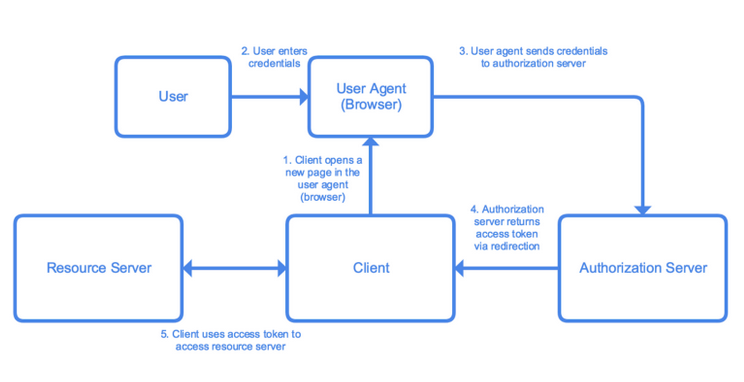 2. User enters
credentials
3. User agent sends credentials
to authorization server
User
User Agent
(Browser)
1. Client opens a
new page in the
user agent
(browser)
4. Authorization
server returns
access token
via redirection
Resource Server
Client
Authorization Server
5. Client uses access token to
access resource server